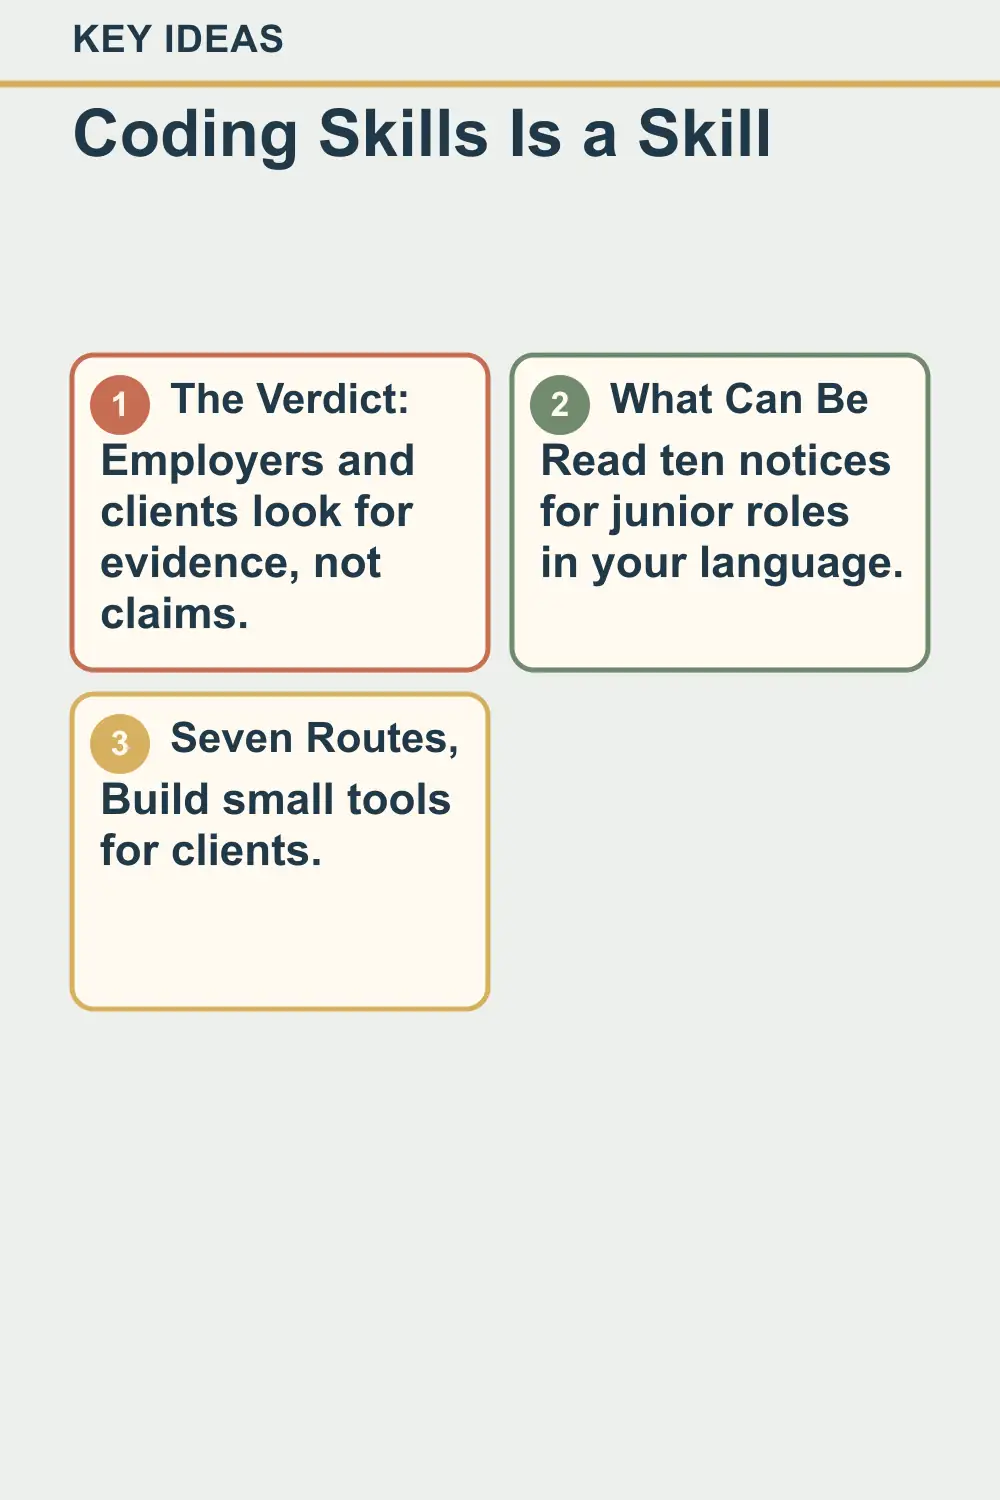 KEY IDEAS
Coding Skills Is a Skill
1 The Verdict:
Employers and
clients look for
evidence, not
claims.
2 What Can Be
Read ten notices
for junior roles
in your language.
3 Seven Routes,
Build small tools
for clients.